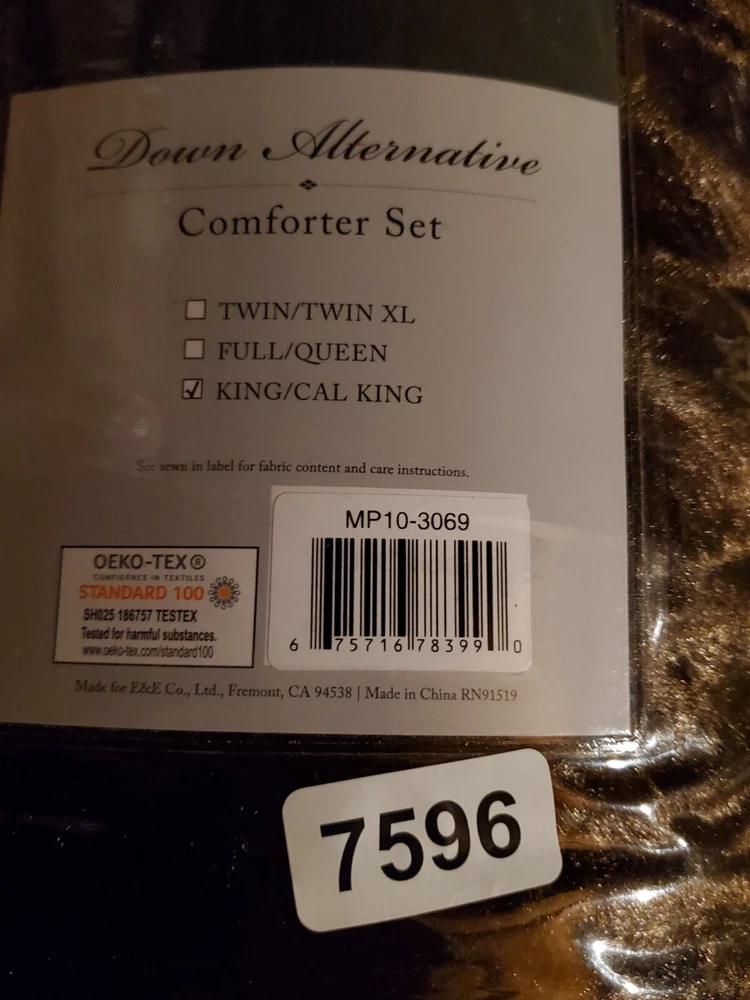 Down Alternative
Comforter Set
TWIN/TWIN XL
FULL/QUEEN
KING/CAL KING
See sewn in label for fabric content and care instructions.
MP10-3069
6 75716 78399 0
OEKO-TEX®
CONFIDENCE IN TEXTILES
STANDARD 100
SH025 186757 TESTEX
Tested for harmful substances.
www.oeko-tex.com/standard100
Made for E&E Co., Ltd., Fremont, CA 94538 | Made in China RN91519
7596